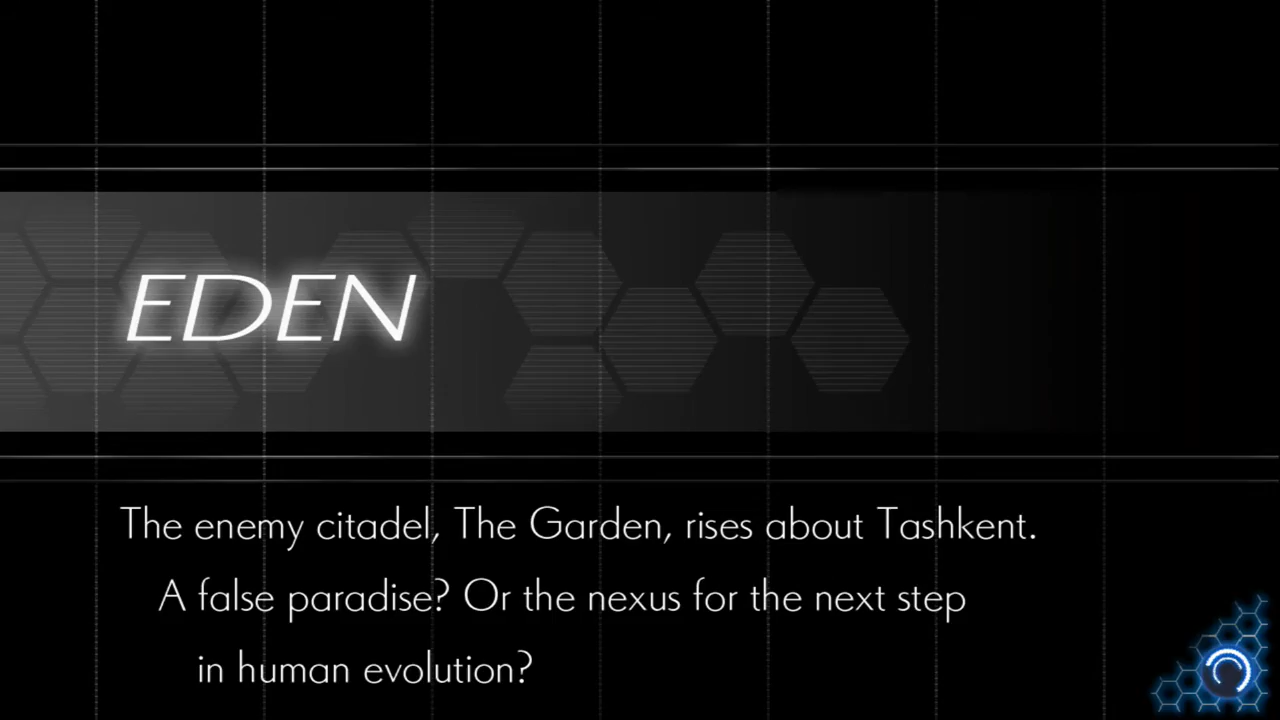 EDEN
The enemy citadel, The Garden, rises about Tashkent.
A false paradise? Or the nexus for the next step
in human evolution?